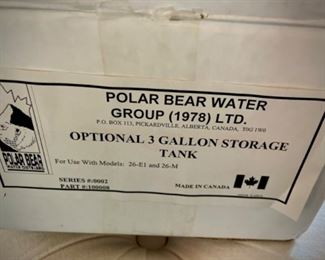 POLAR BEAR WATER
GROUP (1978) LTD.
P.O. BOX 113, PICKARDVILLE, ALBERTA, CANADA, T0G 1W0
OPTIONAL 3 GALLON STORAGE
TANK
For Use With Models: 26-E1 and 26-M
POLAR BEAR
SERIES #:0002
PART #:100008
MADE IN CANADA